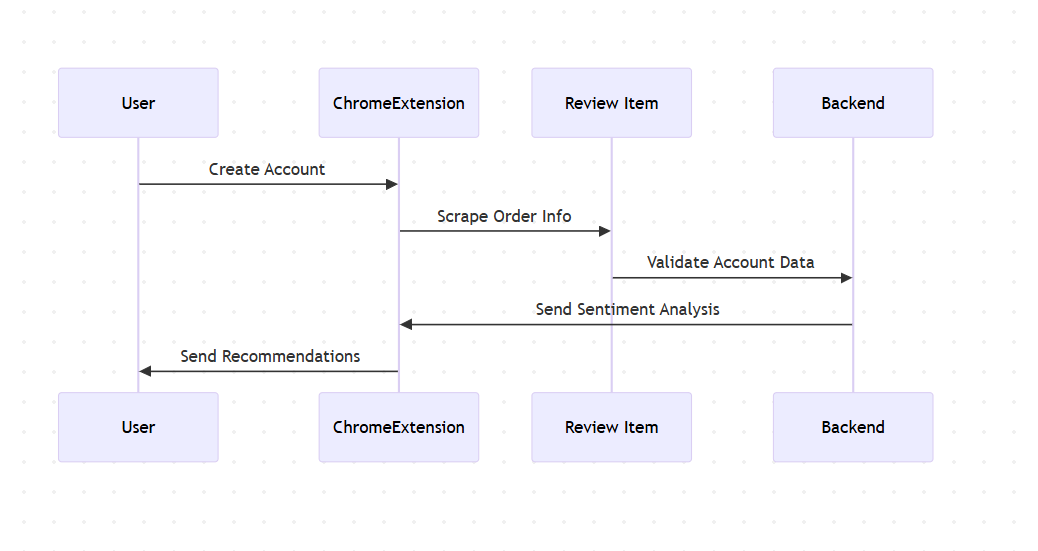 User
ChromeExtension
Review Item
Backend
Create Account
Scrape Order Info
Validate Account Data
Send Sentiment Analysis
Send Recommendations
User
ChromeExtension
Review Item
Backend